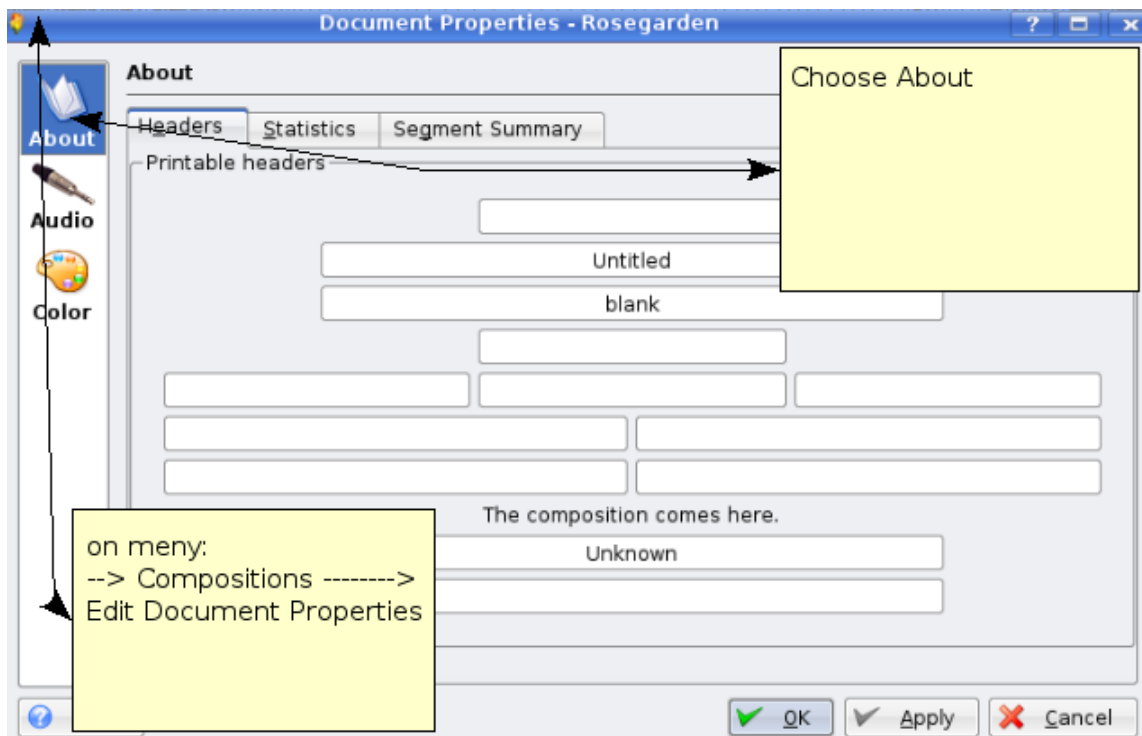 Document Properties - Rosegarden
About
Choose About
About
Headers Statistics Segment Summary
Printable headers
Audio
Untitled
blank
Color
The composition comes here.
Unknown
on meny:
--> Compositions -------->
Edit Document Properties
OK Apply Cancel